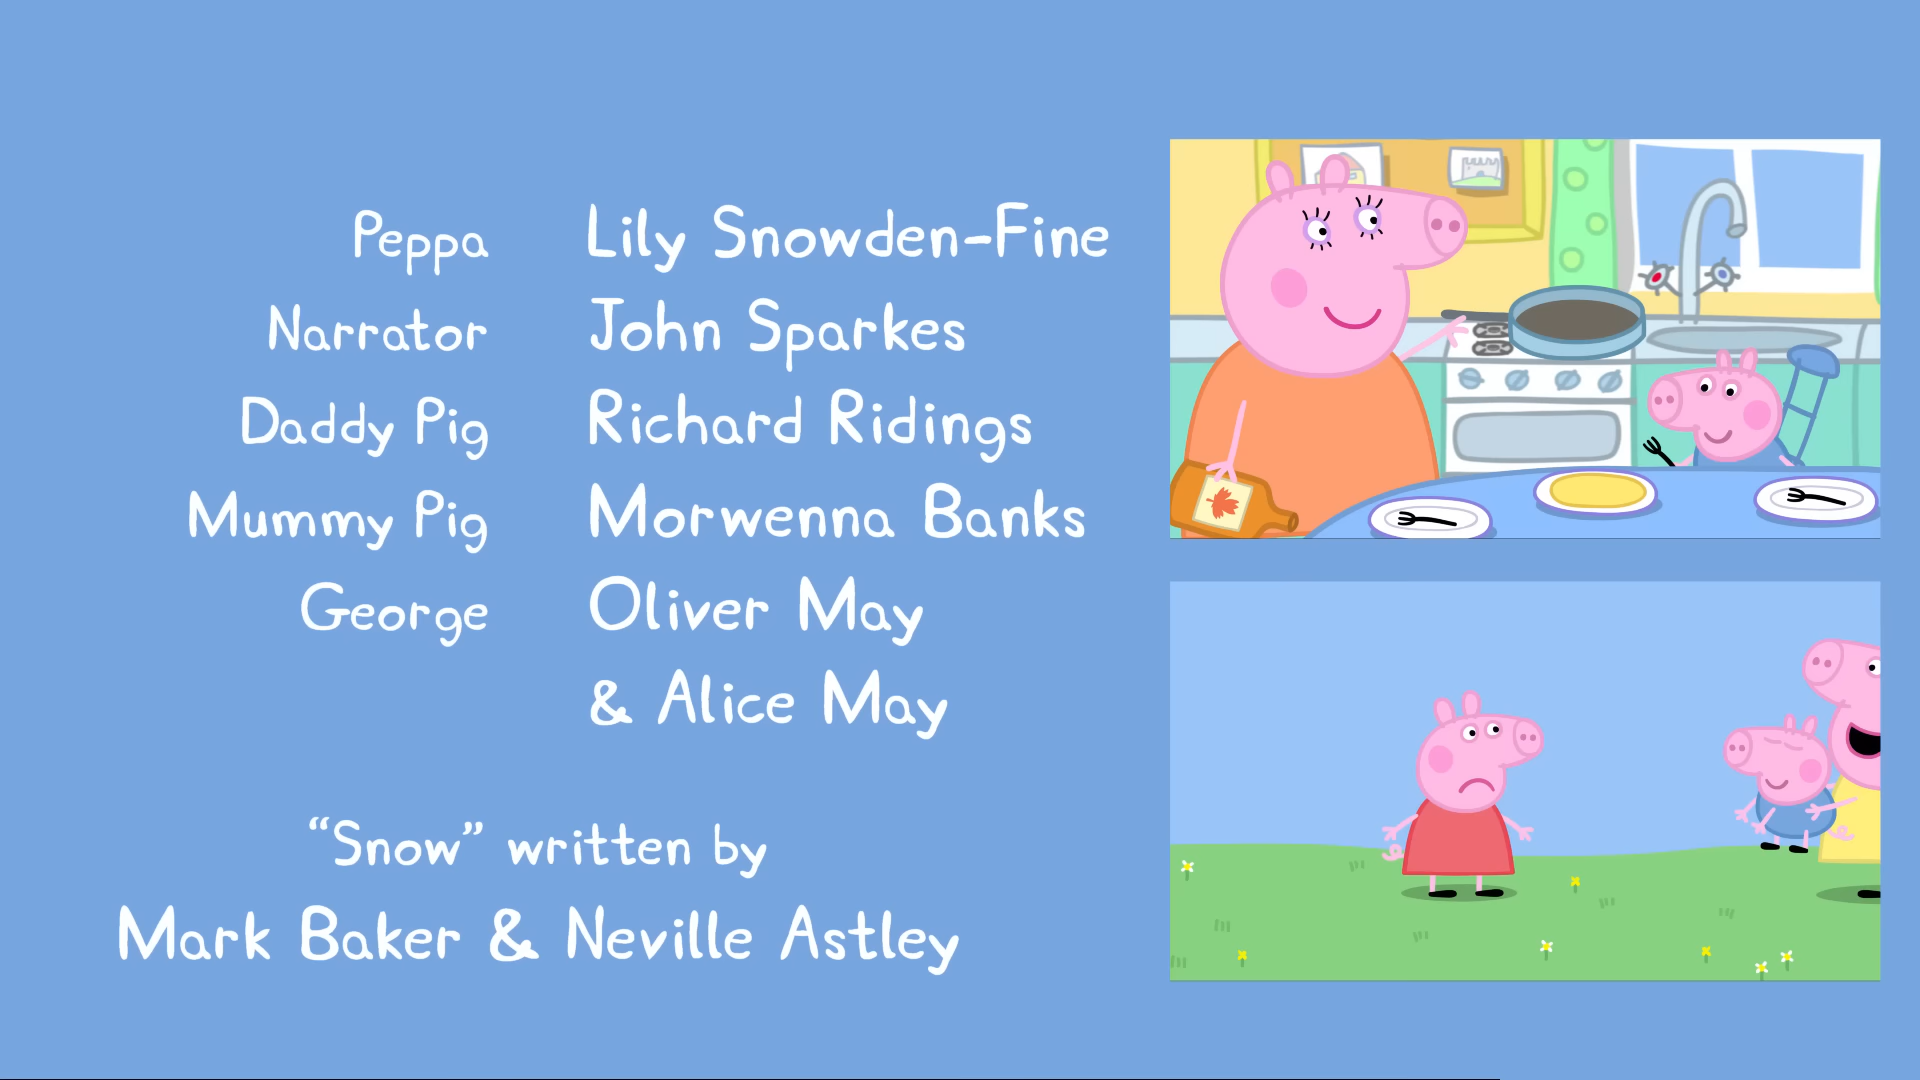 Peppa Lily Snowden-Fine
Narrator John Sparkes
Daddy Pig Richard Ridings
Mummy Pig Morwenna Banks
George Oliver May
& Alice May
“Snow” written by
Mark Baker & Neville Astley